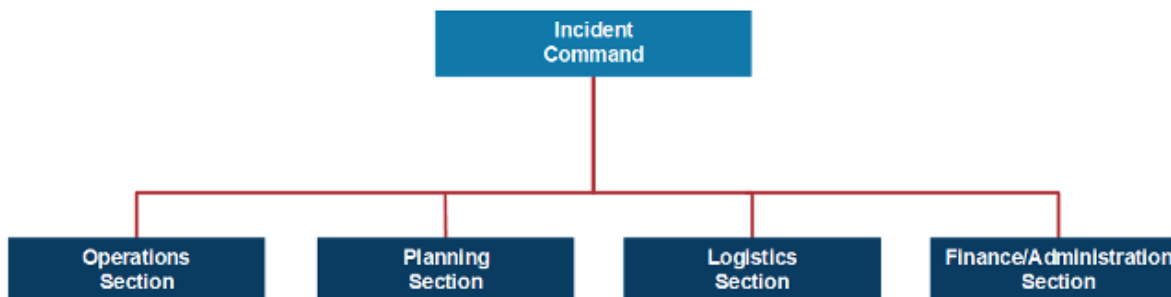 Incident
Command
Operations
Section
Planning
Section
Logistics
Section
Finance/Administration
Section